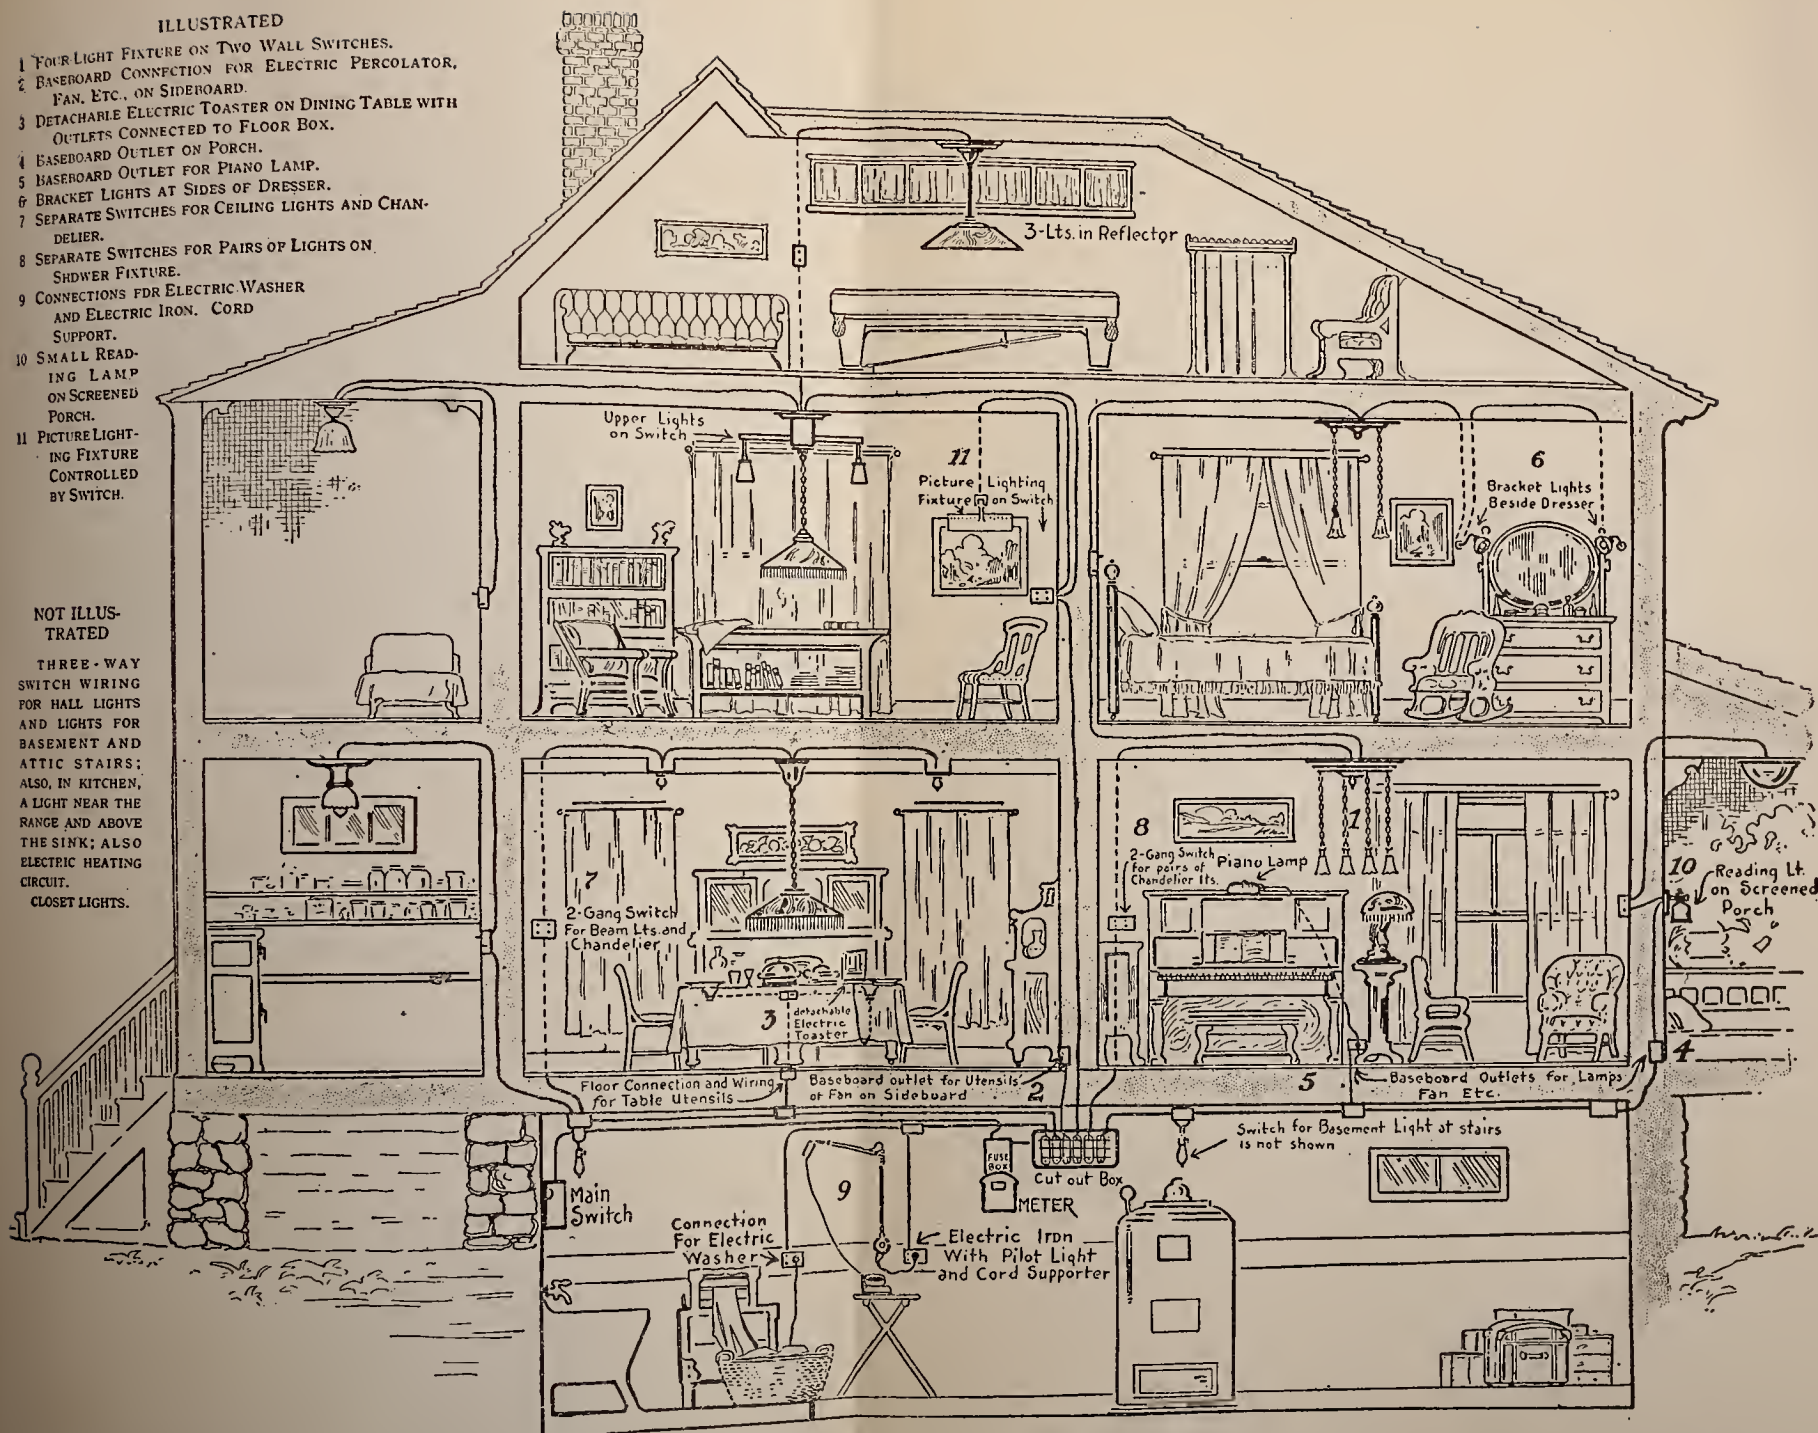 ILLUSTRATED
1 FOUR-LIGHT FIXTURE ON TWO WALL SWITCHES.
2 BASEBOARD CONNECTION FOR ELECTRIC PERCOLATOR,
FAN, ETC., ON SIDEBOARD.
3 DETACHABLE ELECTRIC TOASTER ON DINING TABLE WITH
OUTLETS CONNECTED TO FLOOR BOX.
4 BASEBOARD OUTLET ON PORCH.
5 BASEBOARD OUTLET FOR PIANO LAMP.
6 BRACKET LIGHTS AT SIDES OF DRESSER.
7 SEPARATE SWITCHES FOR CEILING LIGHTS AND CHAN-
DELIER.
8 SEPARATE SWITCHES FOR PAIRS OF LIGHTS ON
SHOWER FIXTURE.
9 CONNECTIONS FOR ELECTRIC WASHER
AND ELECTRIC IRON. CORD
SUPPORT.
10 SMALL READ-
ING LAMP
ON SCREENED
PORCH.
11 PICTURE LIGHT-
ING FIXTURE
CONTROLLED
BY SWITCH.
NOT ILLUS-
TRATED
THREE-WAY
SWITCH WIRING
FOR HALL LIGHTS
AND LIGHTS FOR
BASEMENT AND
ATTIC STAIRS;
ALSO, IN KITCHEN,
A LIGHT NEAR THE
RANGE AND ABOVE
THE SINK; ALSO
ELECTRIC HEATING
CIRCUIT.
CLOSET LIGHTS.
3-Lts. in Reflector
Upper Lights
on Switch
11
Picture Lighting
Fixture on Switch
6
Bracket Lights
Beside Dresser
7
2-Gang Switch
For Beam Lts. and
Chandelier
3
detachable
Electric
Toaster
8
2-Gang Switch
for pairs of
Chandelier lts.
Piano Lamp
1
10
Reading Lt.
on Screened
Porch
4
Floor Connection and Wiring
for Table Utensils
Baseboard outlet for Utensils
or Fan on Sideboard
2
5
Baseboard Outlets for Lamps
Fan Etc.
Switch for Basement Light at stairs
is not shown
Main
Switch
9
FUSE
BOX
METER
Cut out Box
Connection
For Electric
Washer
Electric Iron
With Pilot Light
and Cord Supporter